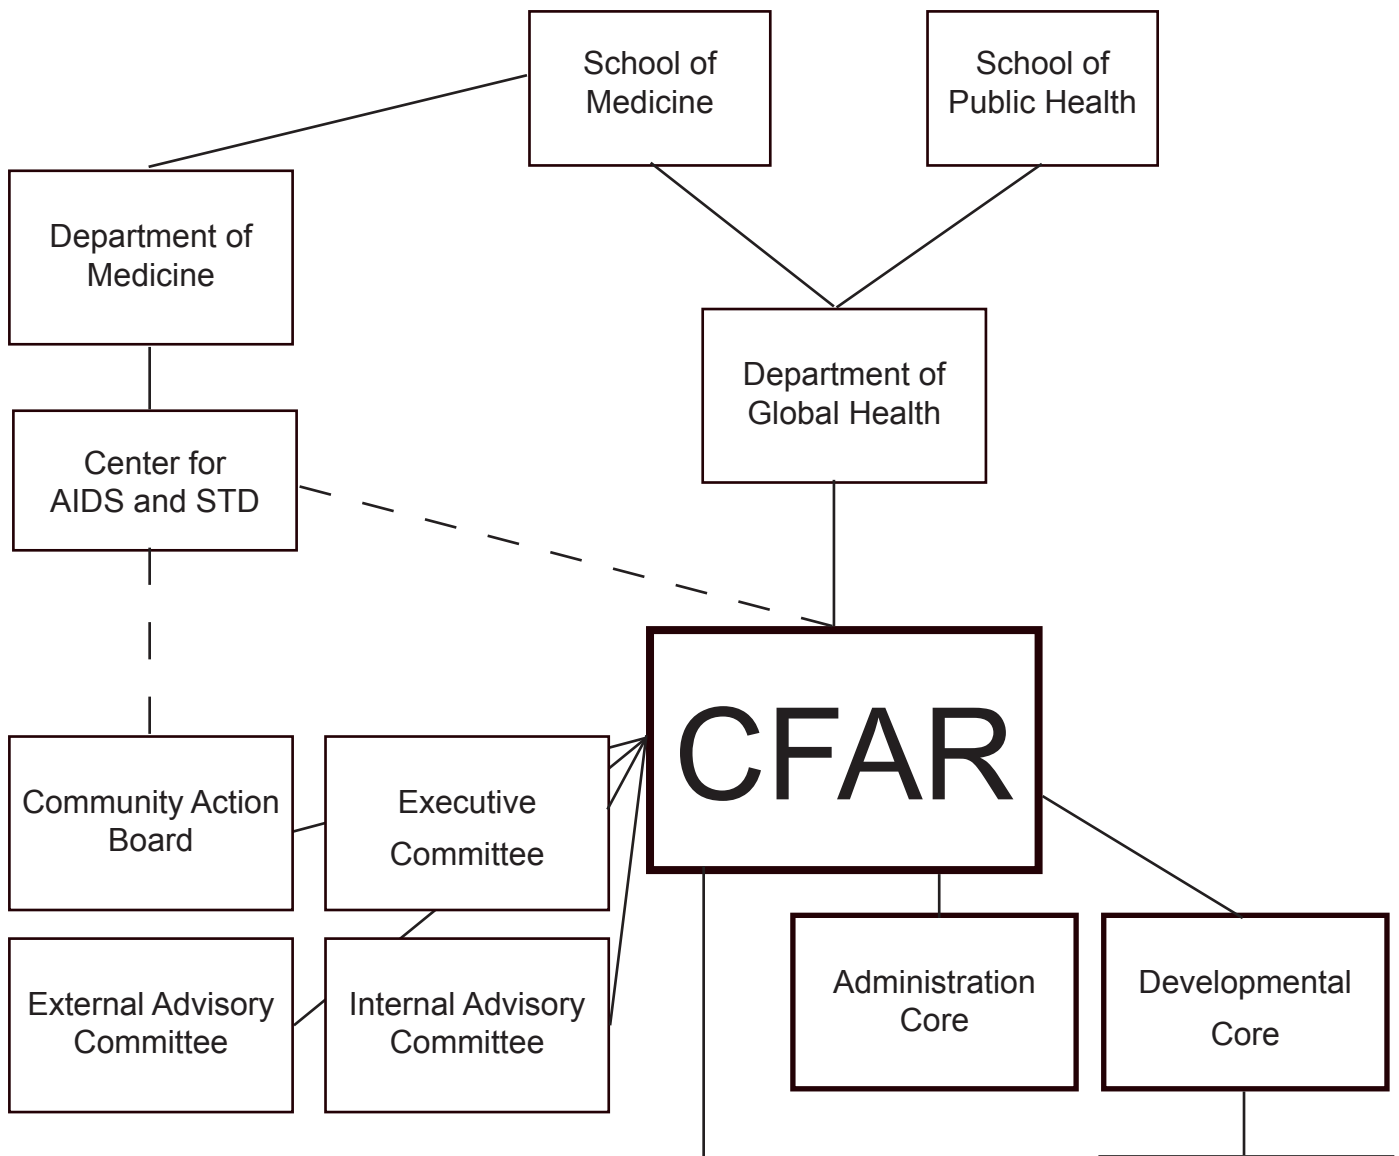 School of
Medicine
School of
Public Health
Department of
Medicine
Department of
Global Health
Center for
AIDS and STD
CFAR
Community Action
Board
Executive
Committee
External Advisory
Committee
Internal Advisory
Committee
Administration
Core
Developmental
Core